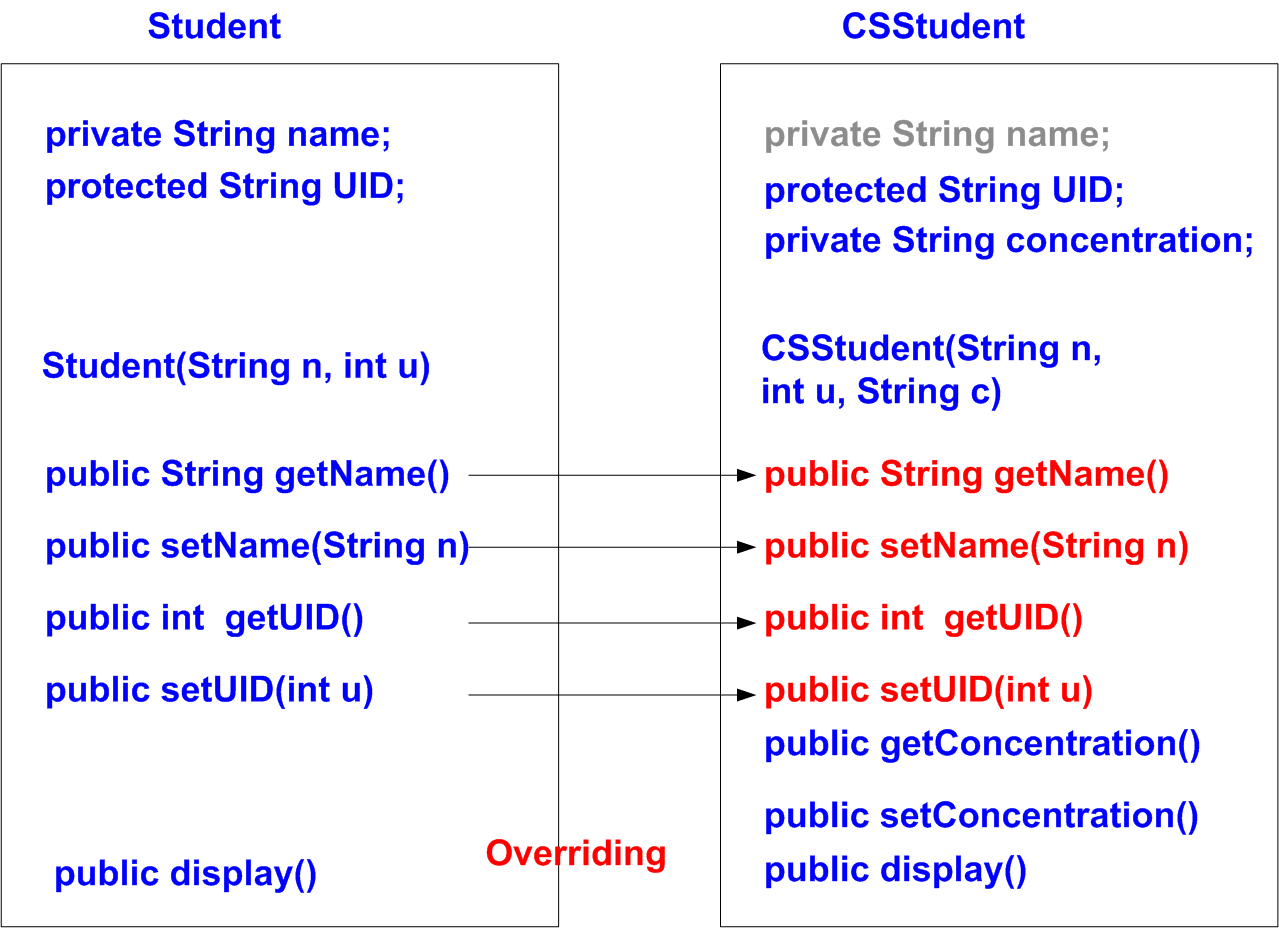 Student
private String name;
protected String UID;
Student(String n, int u)
public String getName()
public setName(String n)
public int  getUID()
public setUID(int u)
public display()
Overriding
CSStudent
private String name;
protected String UID;
private String concentration;
CSStudent(String n,
int u, String c)
public String getName()
public setName(String n)
public int  getUID()
public setUID(int u)
public getConcentration()
public setConcentration()
public display()